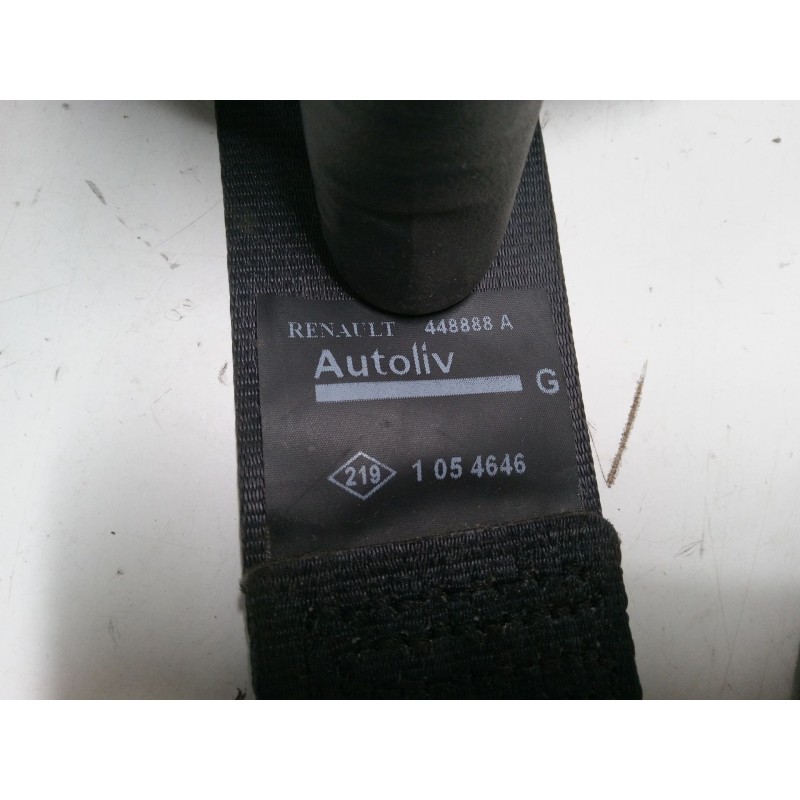 RENAULT 448888 A
Autoliv
G
219 1 05 4646